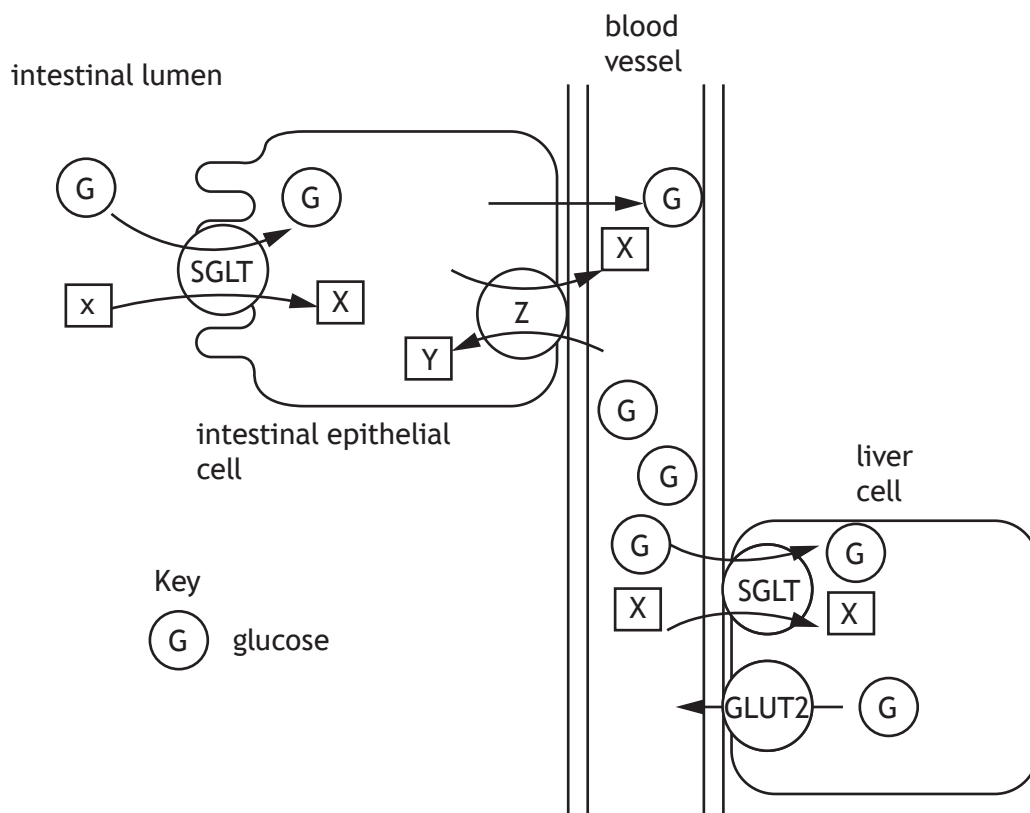 blood
vessel
intestinal lumen
G
G
G
X
SGLT
x
X
Z
Y
G
intestinal epithelial
cell
G
liver
cell
G
G
SGLT
X
X
Key
G glucose
GLUT2
G